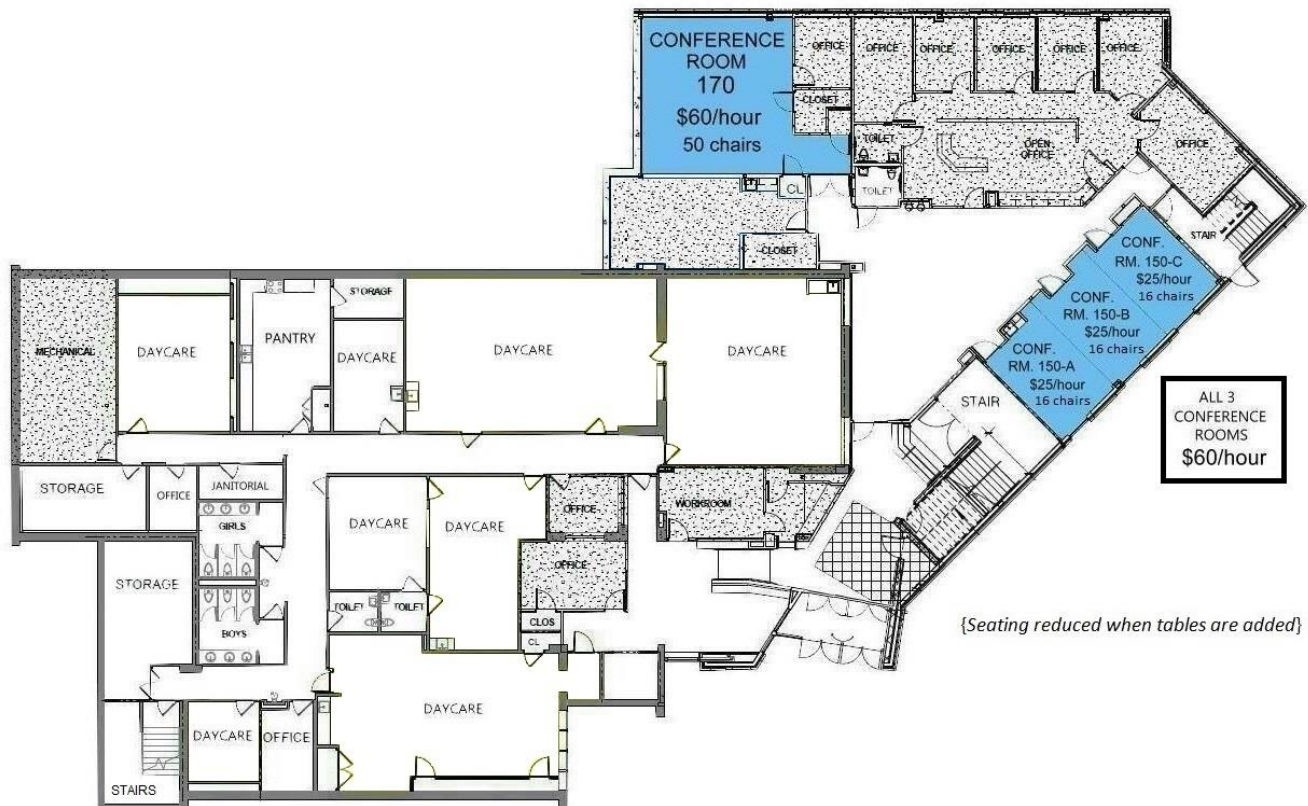 CONFERENCE
ROOM
170
$60/hour
50 chairs
OFFICE
OFFICE
OFFICE
OFFICE
OFFICE
OFFICE
CLOSET
TOILET
OPEN
OFFICE
OFFICE
TOILET
CL
CLOSET
STAIR
CONF.
RM. 150-C
$25/hour
16 chairs
CONF.
RM. 150-B
$25/hour
16 chairs
CONF.
RM. 150-A
$25/hour
16 chairs
STAIR
ALL 3
CONFERENCE
ROOMS
$60/hour
MECHANICAL
DAYCARE
PANTRY
STORAGE
DAYCARE
DAYCARE
DAYCARE
STORAGE
OFFICE
JANITORIAL
GIRLS
DAYCARE
DAYCARE
OFFICE
WORKROOM
OFFICE
STORAGE
BOYS
TOILET
TOILET
CLOS
CL
{Seating reduced when tables are added}
DAYCARE
DAYCARE
OFFICE
STAIRS